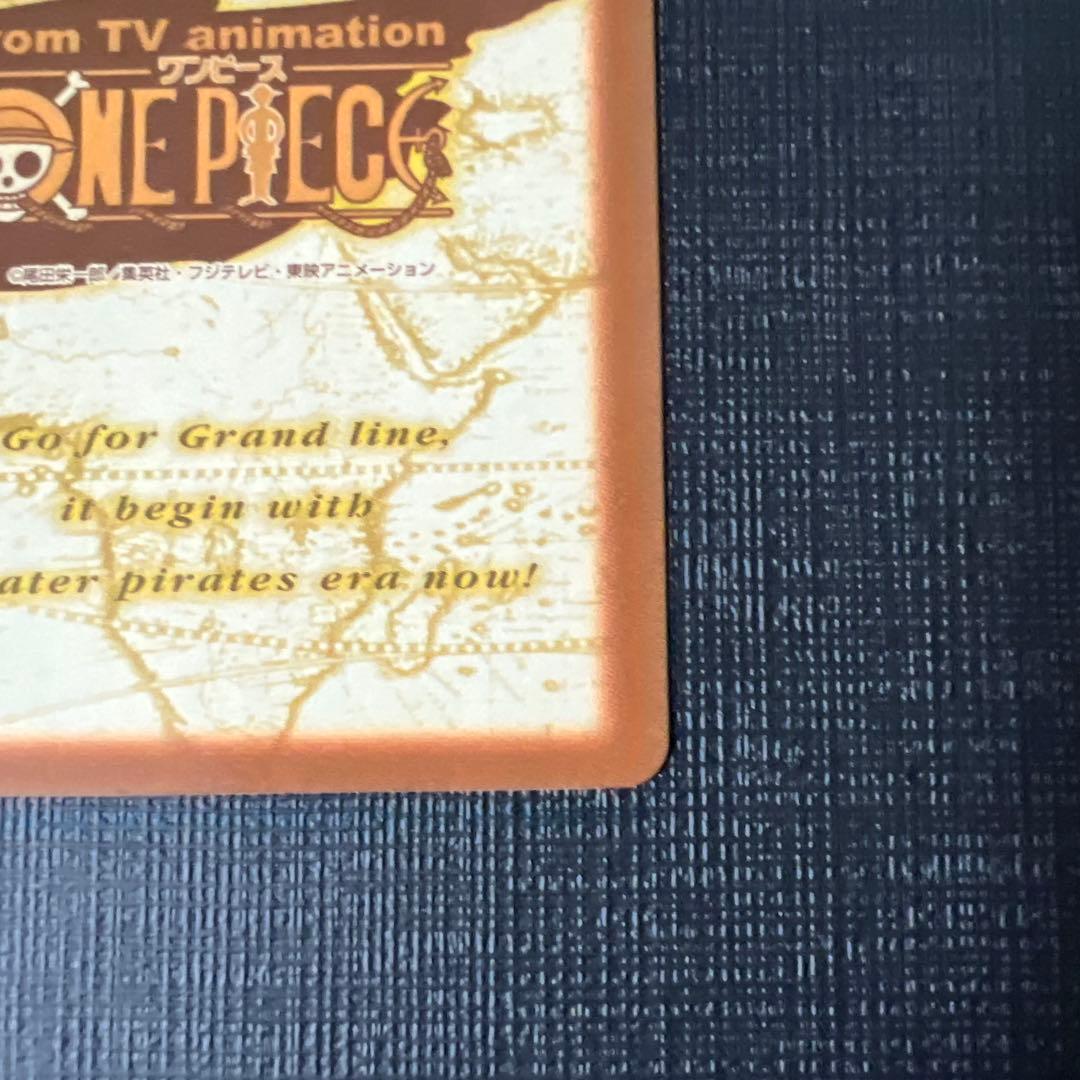 rom TV animation
ワンピース
ONE PIECE
©尾田栄一郎／集英社・フジテレビ・東映アニメーション
Go for Grand line,
it begin with
ater pirates era now!